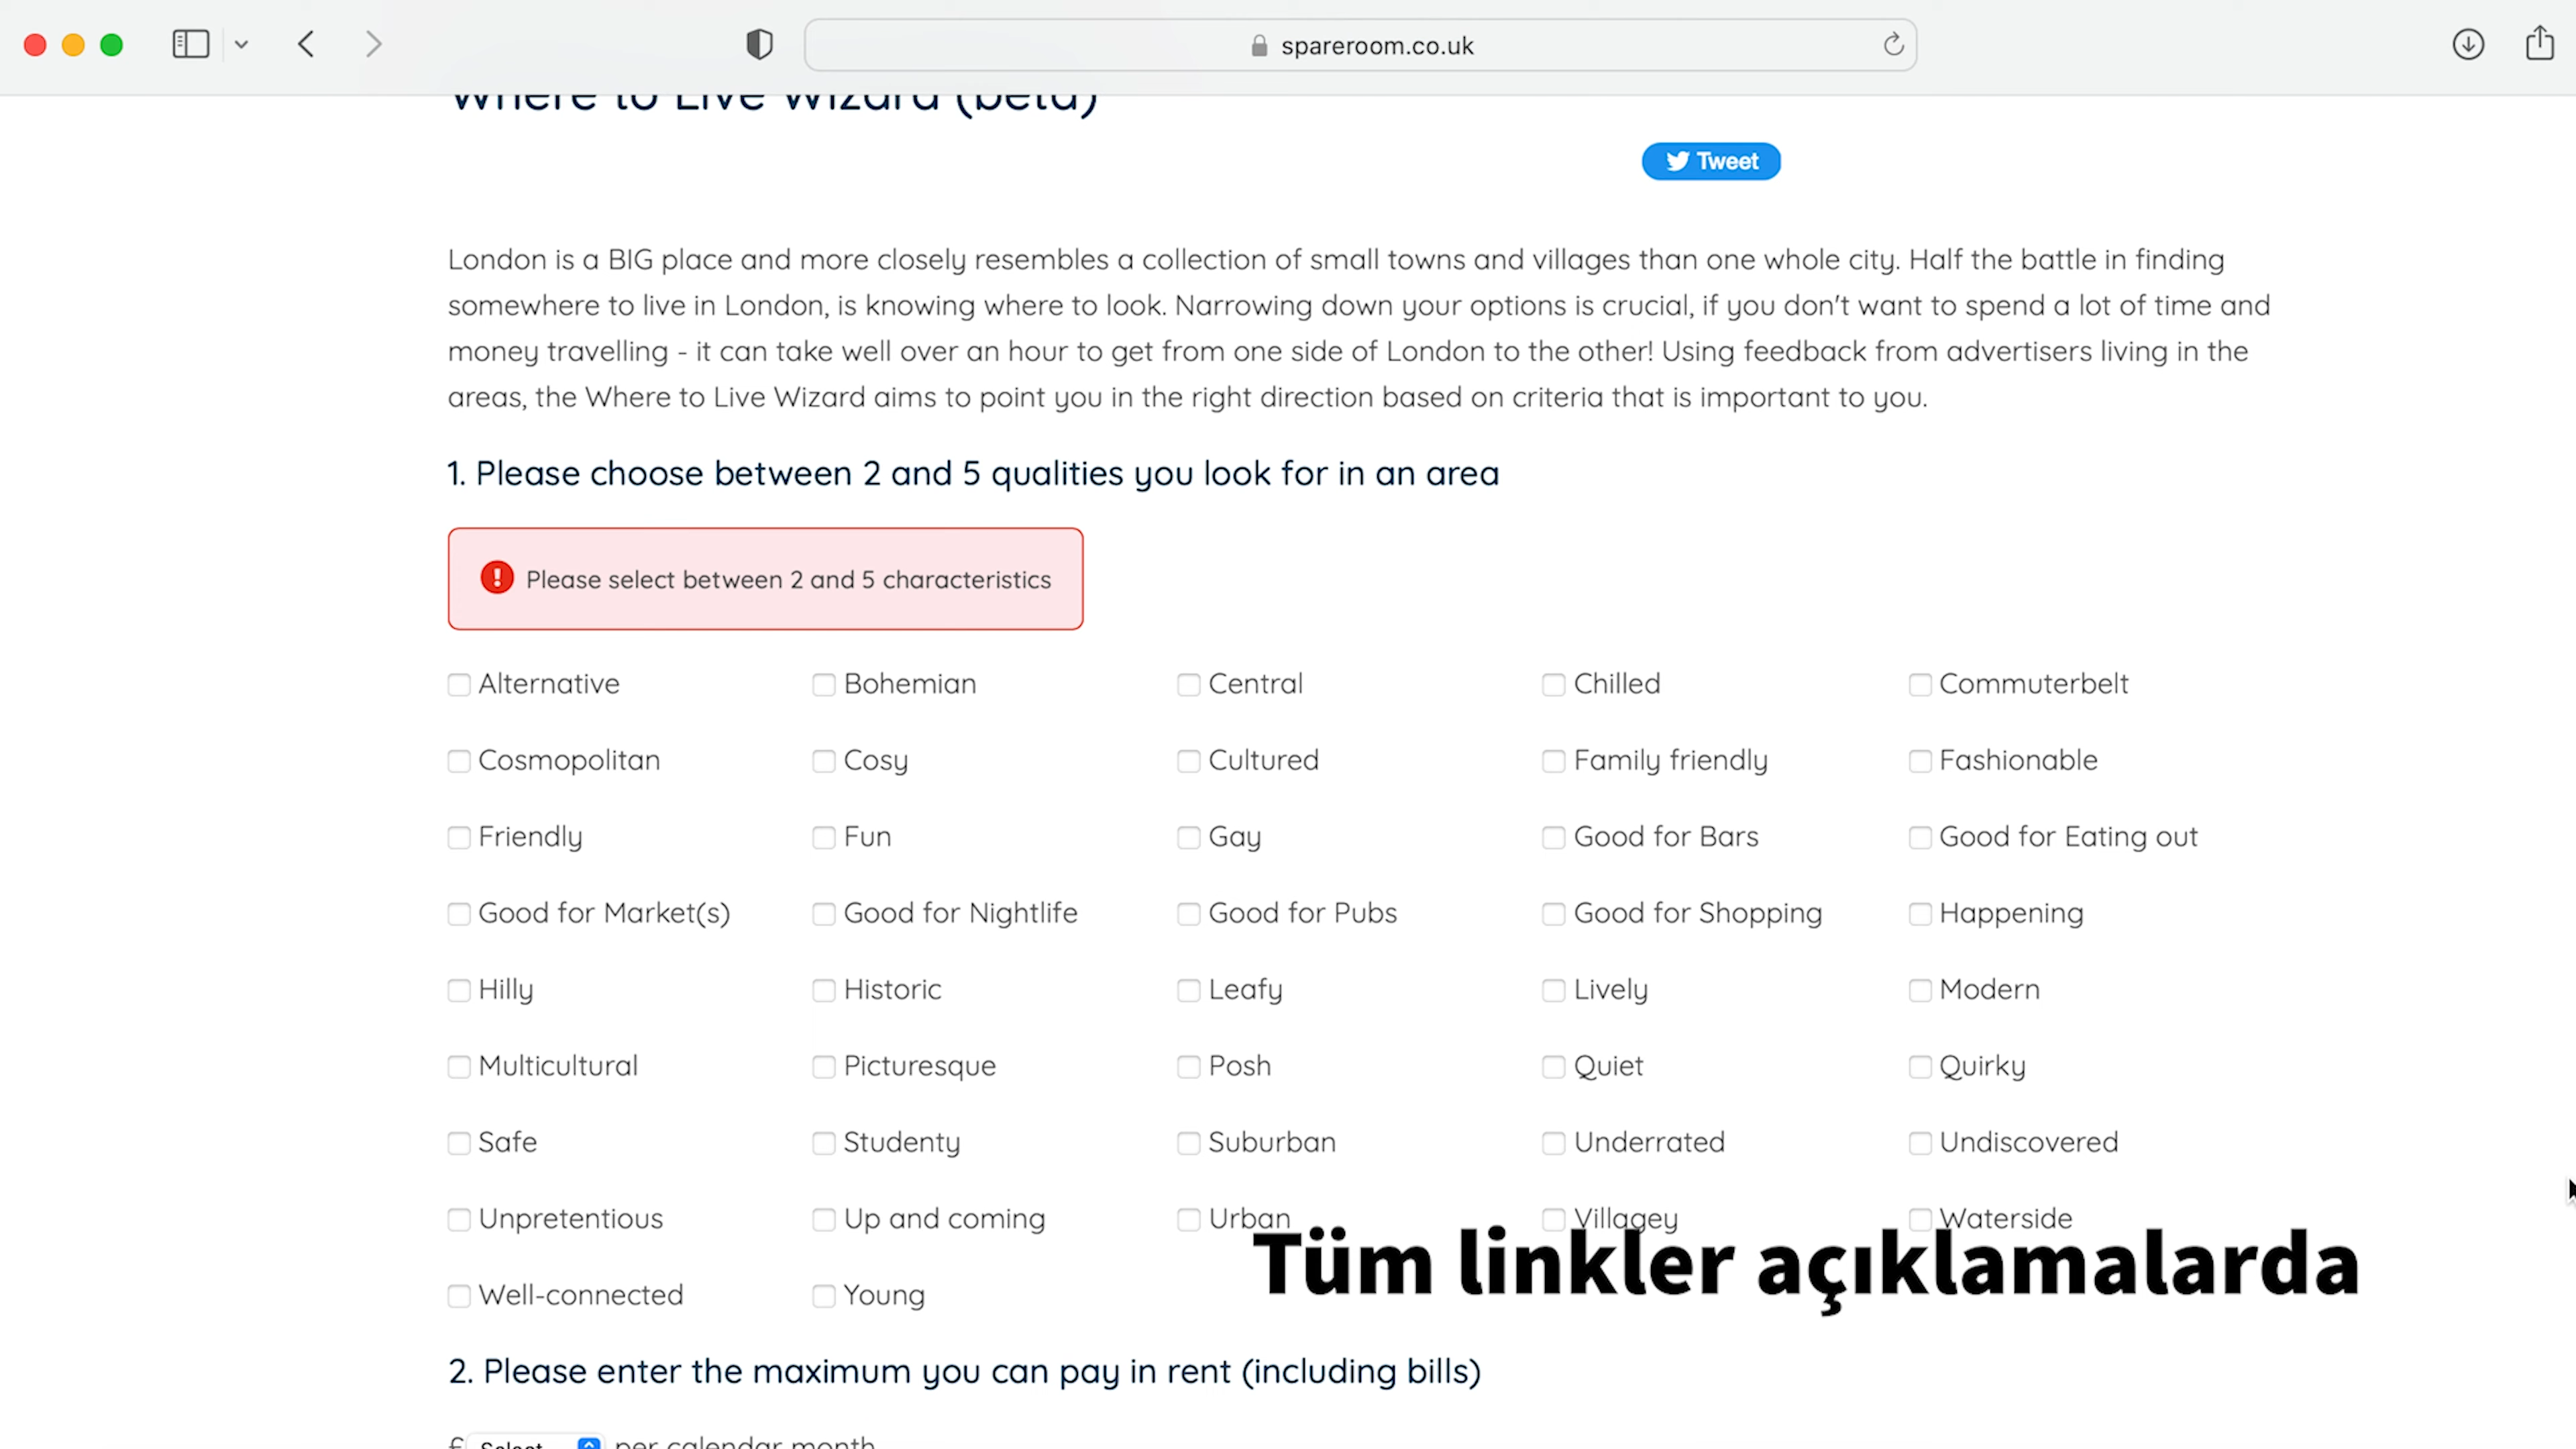 spareroom.co.uk
Where to Live Wizard (beta)
Tweet
London is a BIG place and more closely resembles a collection of small towns and villages than one whole city. Half the battle in finding
somewhere to live in London, is knowing where to look. Narrowing down your options is crucial, if you don't want to spend a lot of time and
money travelling - it can take well over an hour to get from one side of London to the other! Using feedback from advertisers living in the
areas, the Where to Live Wizard aims to point you in the right direction based on criteria that is important to you.
1. Please choose between 2 and 5 qualities you look for in an area
Please select between 2 and 5 characteristics
Alternative Bohemian Central Chilled Commuterbelt
Cosmopolitan Cosy Cultured Family friendly Fashionable
Friendly Fun Gay Good for Bars Good for Eating out
Good for Market(s) Good for Nightlife Good for Pubs Good for Shopping Happening
Hilly Historic Leafy Lively Modern
Multicultural Picturesque Posh Quiet Quirky
Safe Studenty Suburban Underrated Undiscovered
Unpretentious Up and coming Urban Villagey Waterside
Tüm linkler açıklamalarda
Well-connected Young
2. Please enter the maximum you can pay in rent (including bills)
£ Select per calendar month